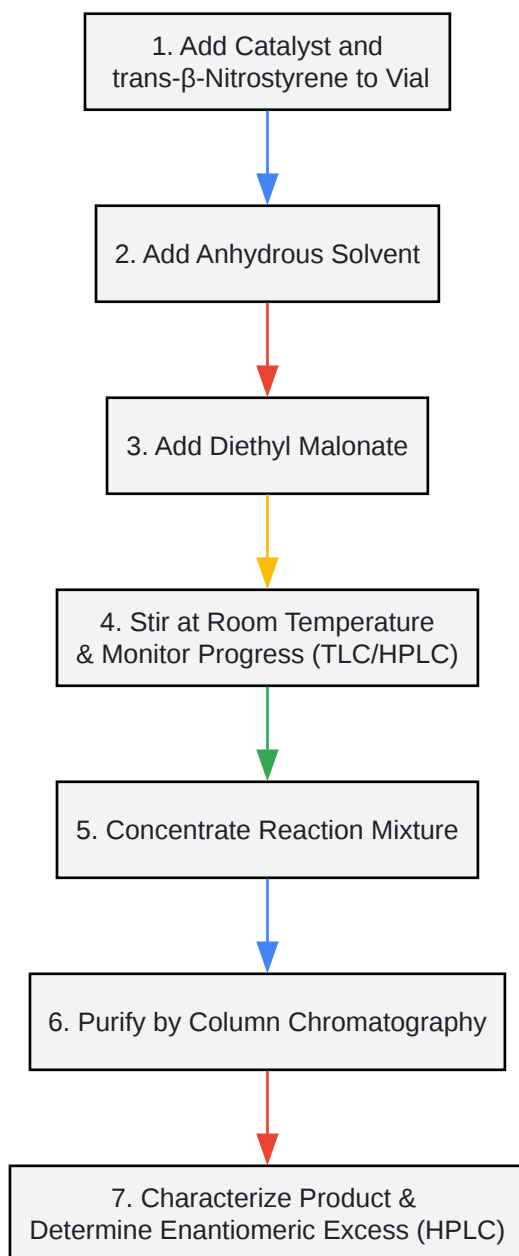 1. Add Catalyst and
trans-β-Nitrostyrene to Vial
2. Add Anhydrous Solvent
3. Add Diethyl Malonate
4. Stir at Room Temperature
& Monitor Progress (TLC/HPLC)
5. Concentrate Reaction Mixture
6. Purify by Column Chromatography
7. Characterize Product &
Determine Enantiomeric Excess (HPLC)